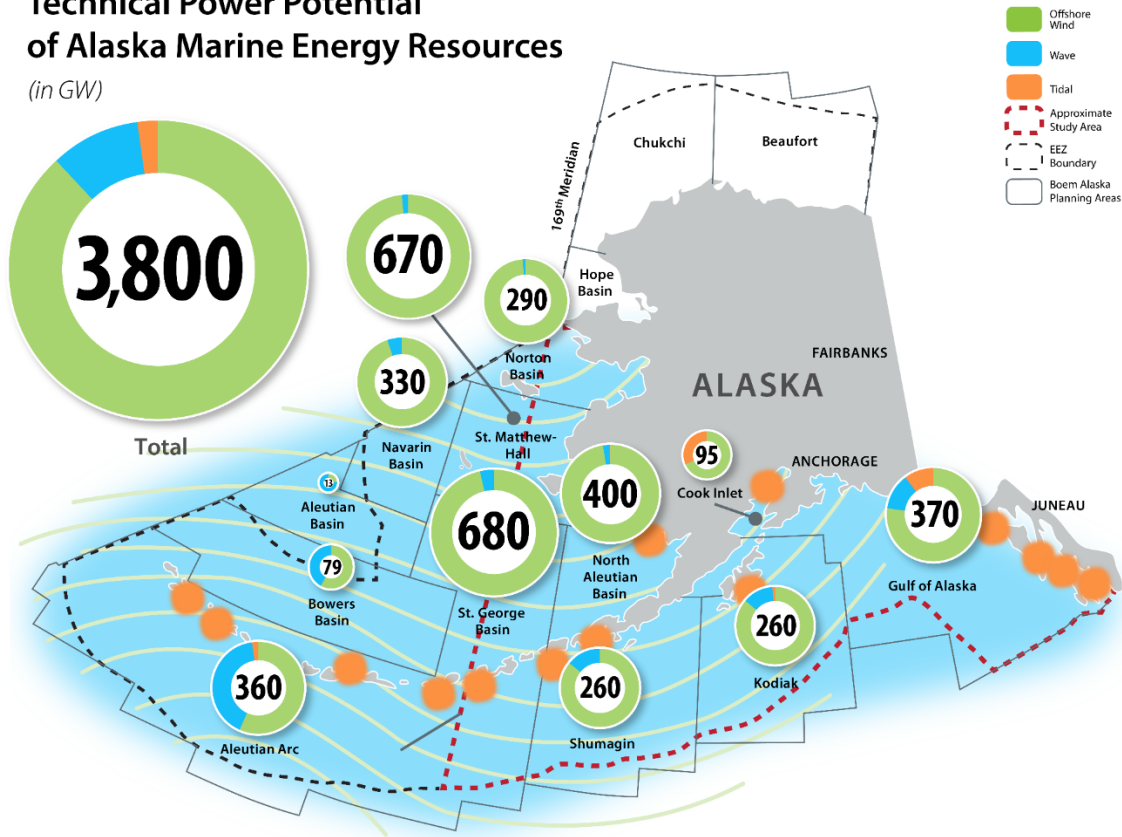 Technical Power Potential
of Alaska Marine Energy Resources
(in GW)
Offshore
Wind
Wave
Tidal
Approximate
Study Area
EEZ
Boundary
Boem Alaska
Planning Areas
3,800
Total
Chukchi
Beaufort
169th Meridian
Hope
Basin
670
290
Norton
Basin
330
Navarin
Basin
St. Matthew-
Hall
FAIRBANKS
ALASKA
95
Cook Inlet
ANCHORAGE
13
Aleutian
Basin
680
St. George
Basin
400
North
Aleutian
Basin
370
Gulf of Alaska
JUNEAU
79
Bowers
Basin
260
Kodiak
360
Aleutian Arc
260
Shumagin